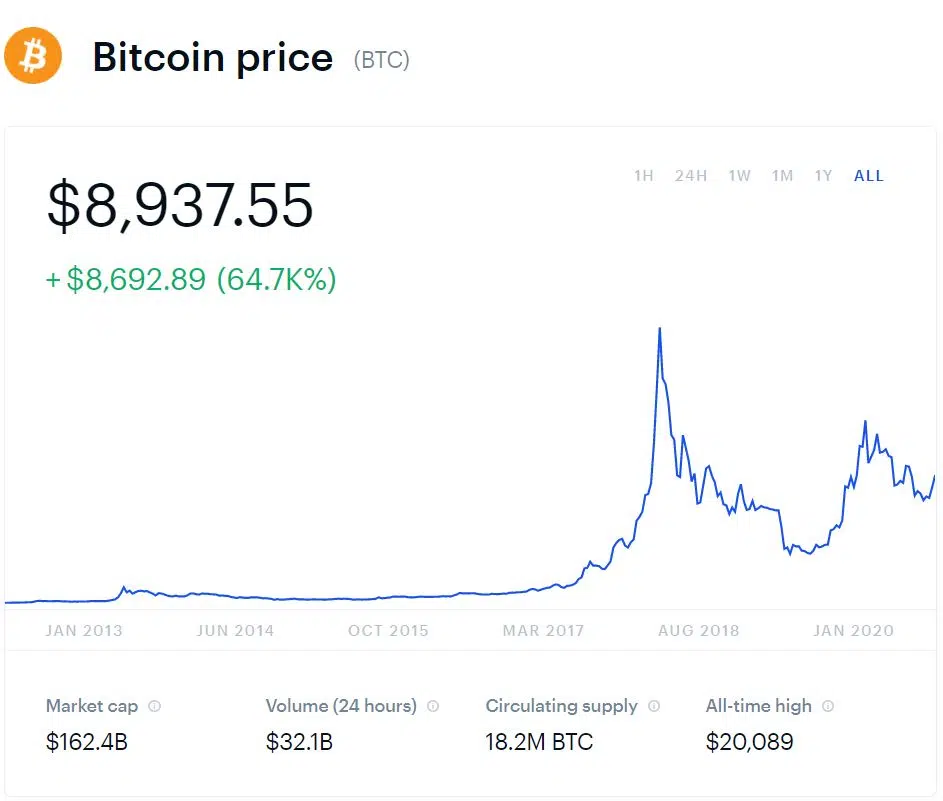 Bitcoin price (BTC)
1H 24H 1W 1M 1Y ALL
$8,937.55
+$8,692.89 (64.7K%)
JAN 2013 JUN 2014 OCT 2015 MAR 2017 AUG 2018 JAN 2020
Market cap Volume (24 hours) Circulating supply All-time high
$162.4B $32.1B 18.2M BTC $20,089